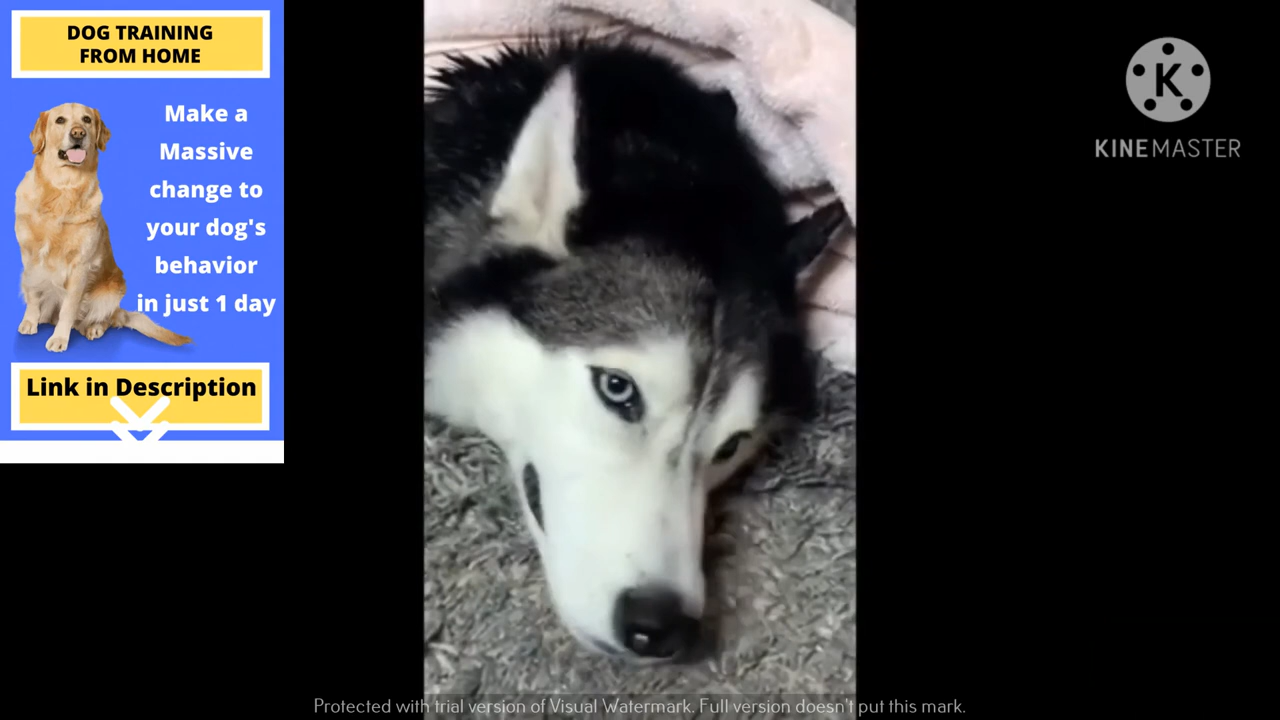 DOG TRAINING
FROM HOME
Make a
Massive
change to
your dog's
behavior
in just 1 day
Link in Description
K
KINEMASTER
Protected with trial version of Visual Watermark. Full version doesn't put this mark.